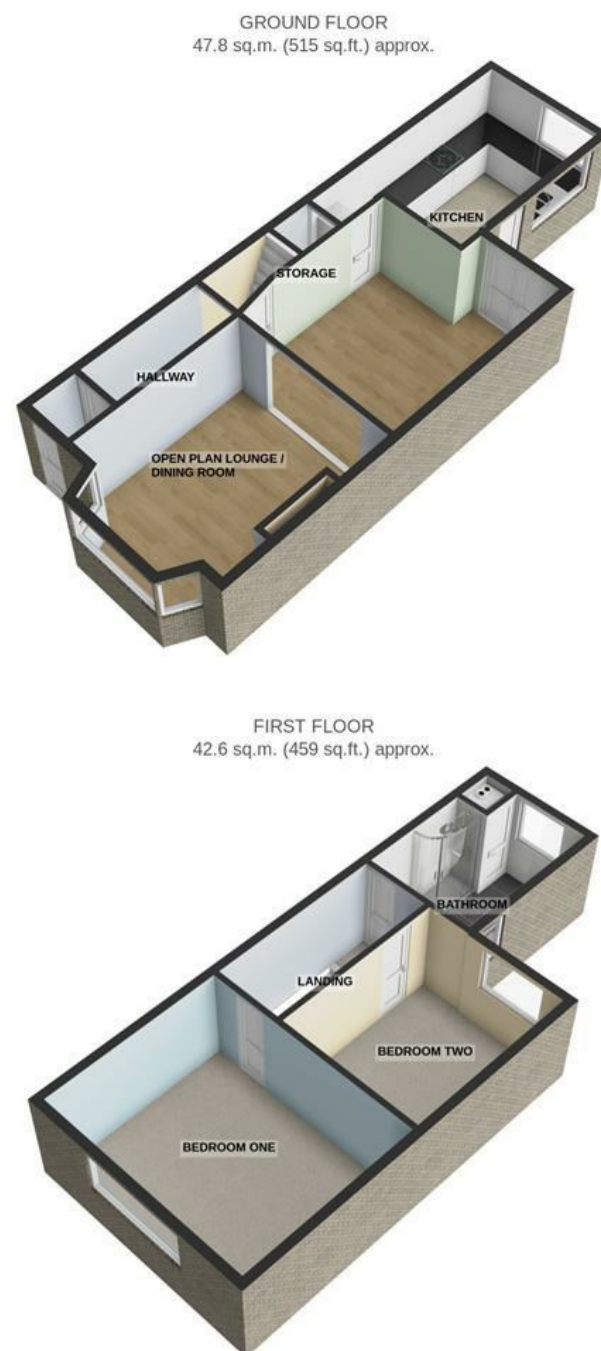 GROUND FLOOR
47.8 sq.m. (515 sq.ft.) approx.
KITCHEN
STORAGE
HALLWAY
OPEN PLAN LOUNGE /
DINING ROOM
FIRST FLOOR
42.6 sq.m. (459 sq.ft.) approx.
BATHROOM
LANDING
BEDROOM TWO
BEDROOM ONE